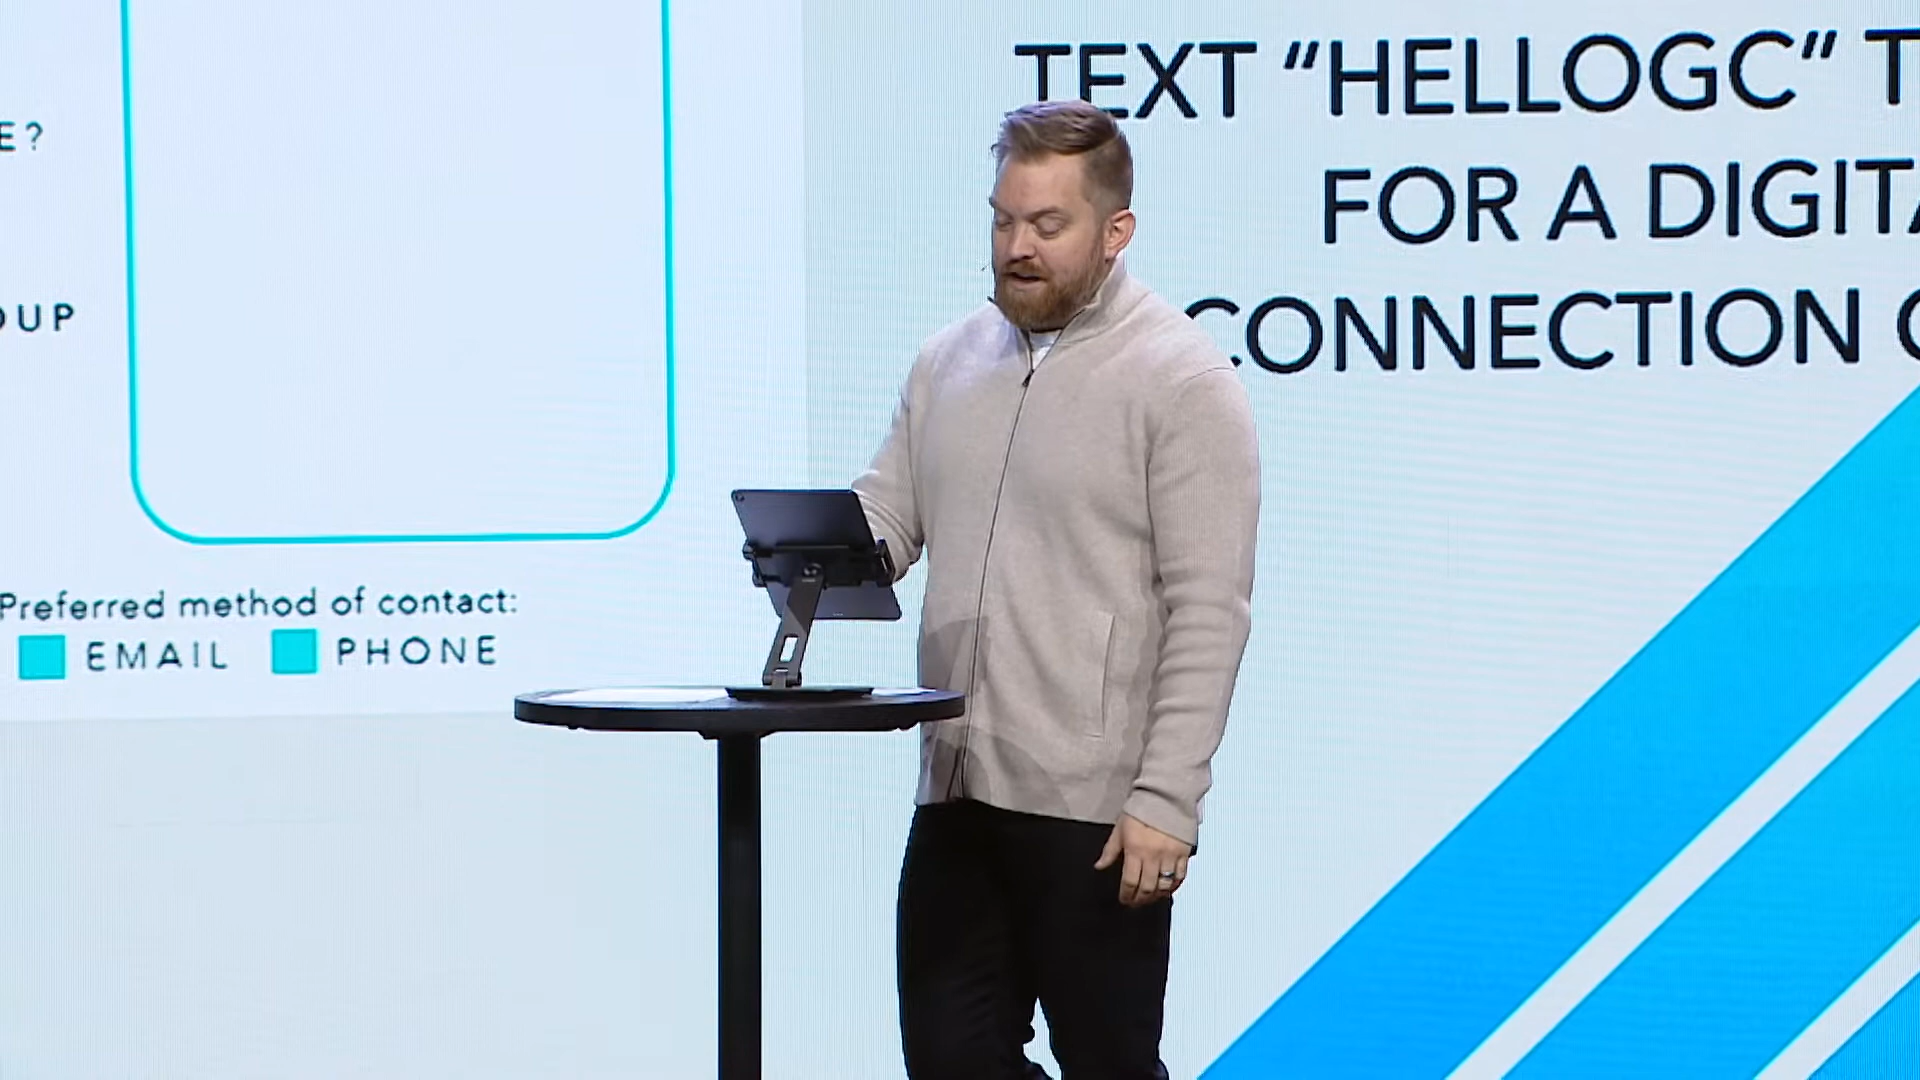 E?
OUP
Preferred method of contact:
EMAIL PHONE
TEXT “HELLOGC” T
FOR A DIGITA
CONNECTION C